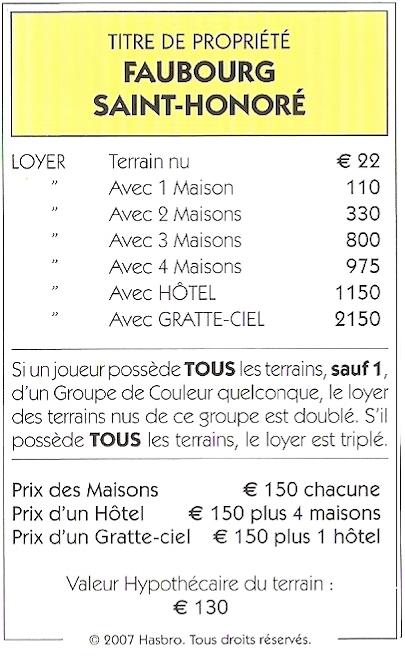 TITRE DE PROPRIÉTÉ
FAUBOURG
SAINT-HONORÉ
LOYER Terrain nu € 22
" Avec 1 Maison 110
" Avec 2 Maisons 330
" Avec 3 Maisons 800
" Avec 4 Maisons 975
" Avec HÔTEL 1150
" Avec GRATTE-CIEL 2150
Si un joueur possède TOUS les terrains, sauf 1,
d'un Groupe de Couleur quelconque, le loyer
des terrains nus de ce groupe est doublé. S'il
possède TOUS les terrains, le loyer est triplé.
Prix des Maisons € 150 chacune
Prix d'un Hôtel € 150 plus 4 maisons
Prix d'un Gratte-ciel € 150 plus 1 hôtel
Valeur Hypothécaire du terrain :
€ 130
© 2007 Hasbro. Tous droits réservés.